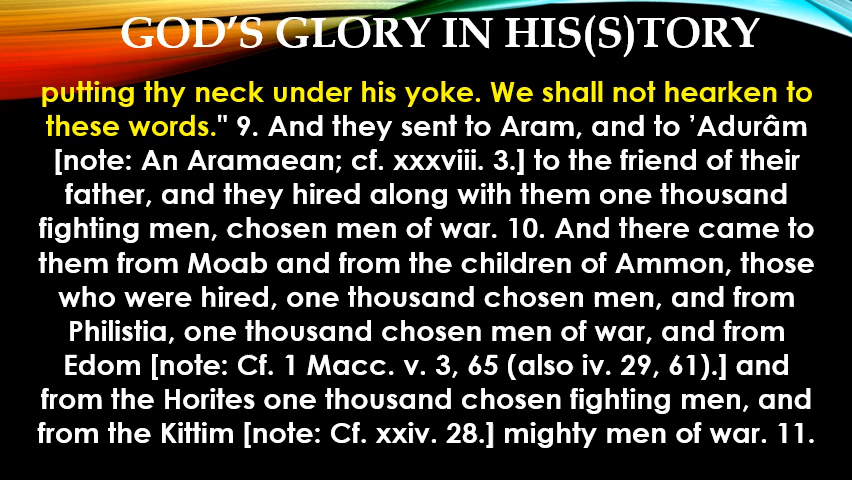 GOD’S GLORY IN HIS(S)TORY
putting thy neck under his yoke. We shall not hearken to
these words." 9. And they sent to Aram, and to ’Adurâm
[note: An Aramaean; cf. xxxviii. 3.] to the friend of their
father, and they hired along with them one thousand
fighting men, chosen men of war. 10. And there came to
them from Moab and from the children of Ammon, those
who were hired, one thousand chosen men, and from
Philistia, one thousand chosen men of war, and from
Edom [note: Cf. 1 Macc. v. 3, 65 (also iv. 29, 61).] and
from the Horites one thousand chosen fighting men, and
from the Kittim [note: Cf. xxiv. 28.] mighty men of war. 11.